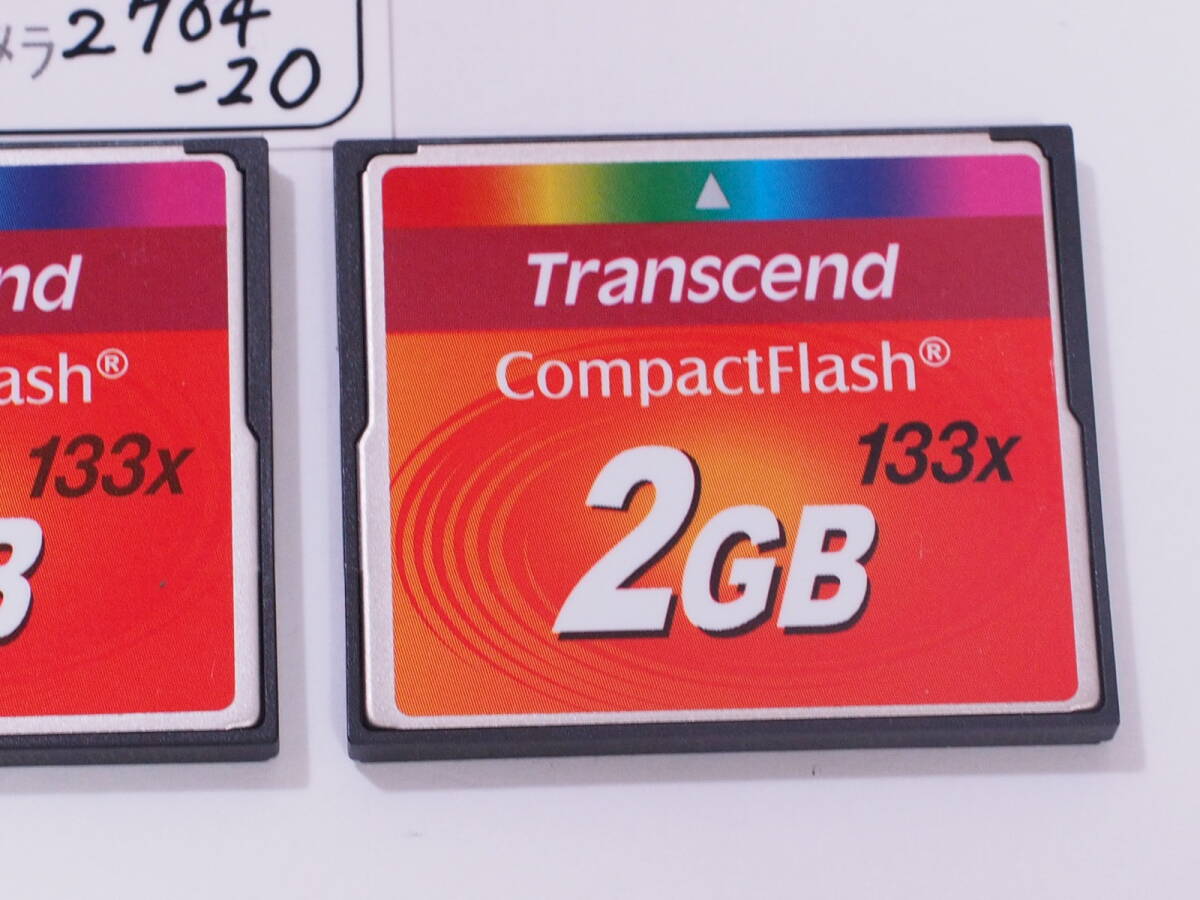 メラ2704
-20
nd
ash®
133x
B
Transcend
CompactFlash®
133x
2GB